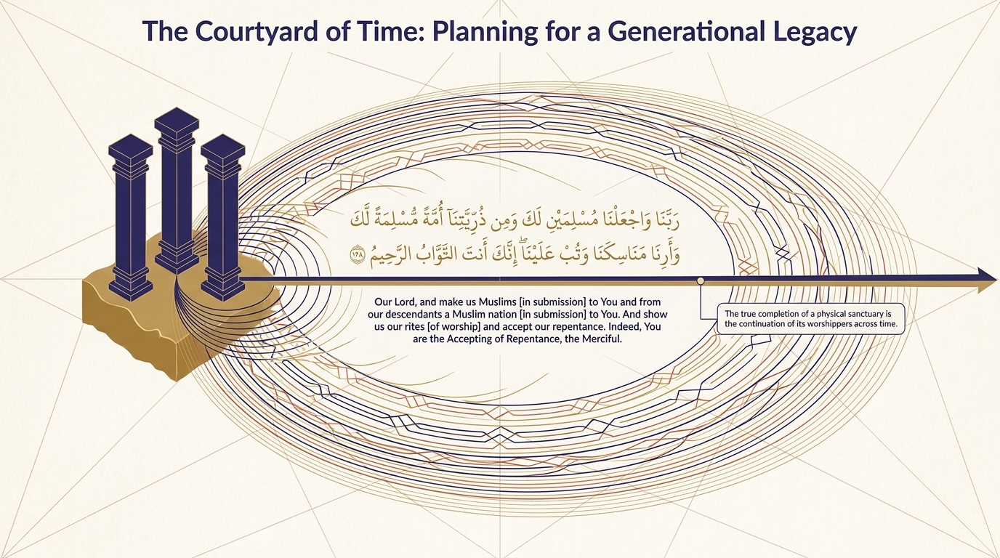 The Courtyard of Time: Planning for a Generational Legacy
رَبَّنَا وَاجْعَلْنَا مُسْلِمَيْنِ لَكَ وَمِن ذُرِّيَّتِنَآ أُمَّةً مُّسْلِمَةً لَّكَ
وَأَرِنَا مَنَاسِكَنَا وَتُبْ عَلَيْنَآ ۖ إِنَّكَ أَنتَ التَّوَّابُ الرَّحِيمُ ١٢٨
Our Lord, and make us Muslims [in submission] to You and from
our descendants a Muslim nation [in submission] to You. And show
us our rites [of worship] and accept our repentance. Indeed, You
are the Accepting of Repentance, the Merciful.
The true completion of a physical sanctuary is
the continuation of its worshippers across time.